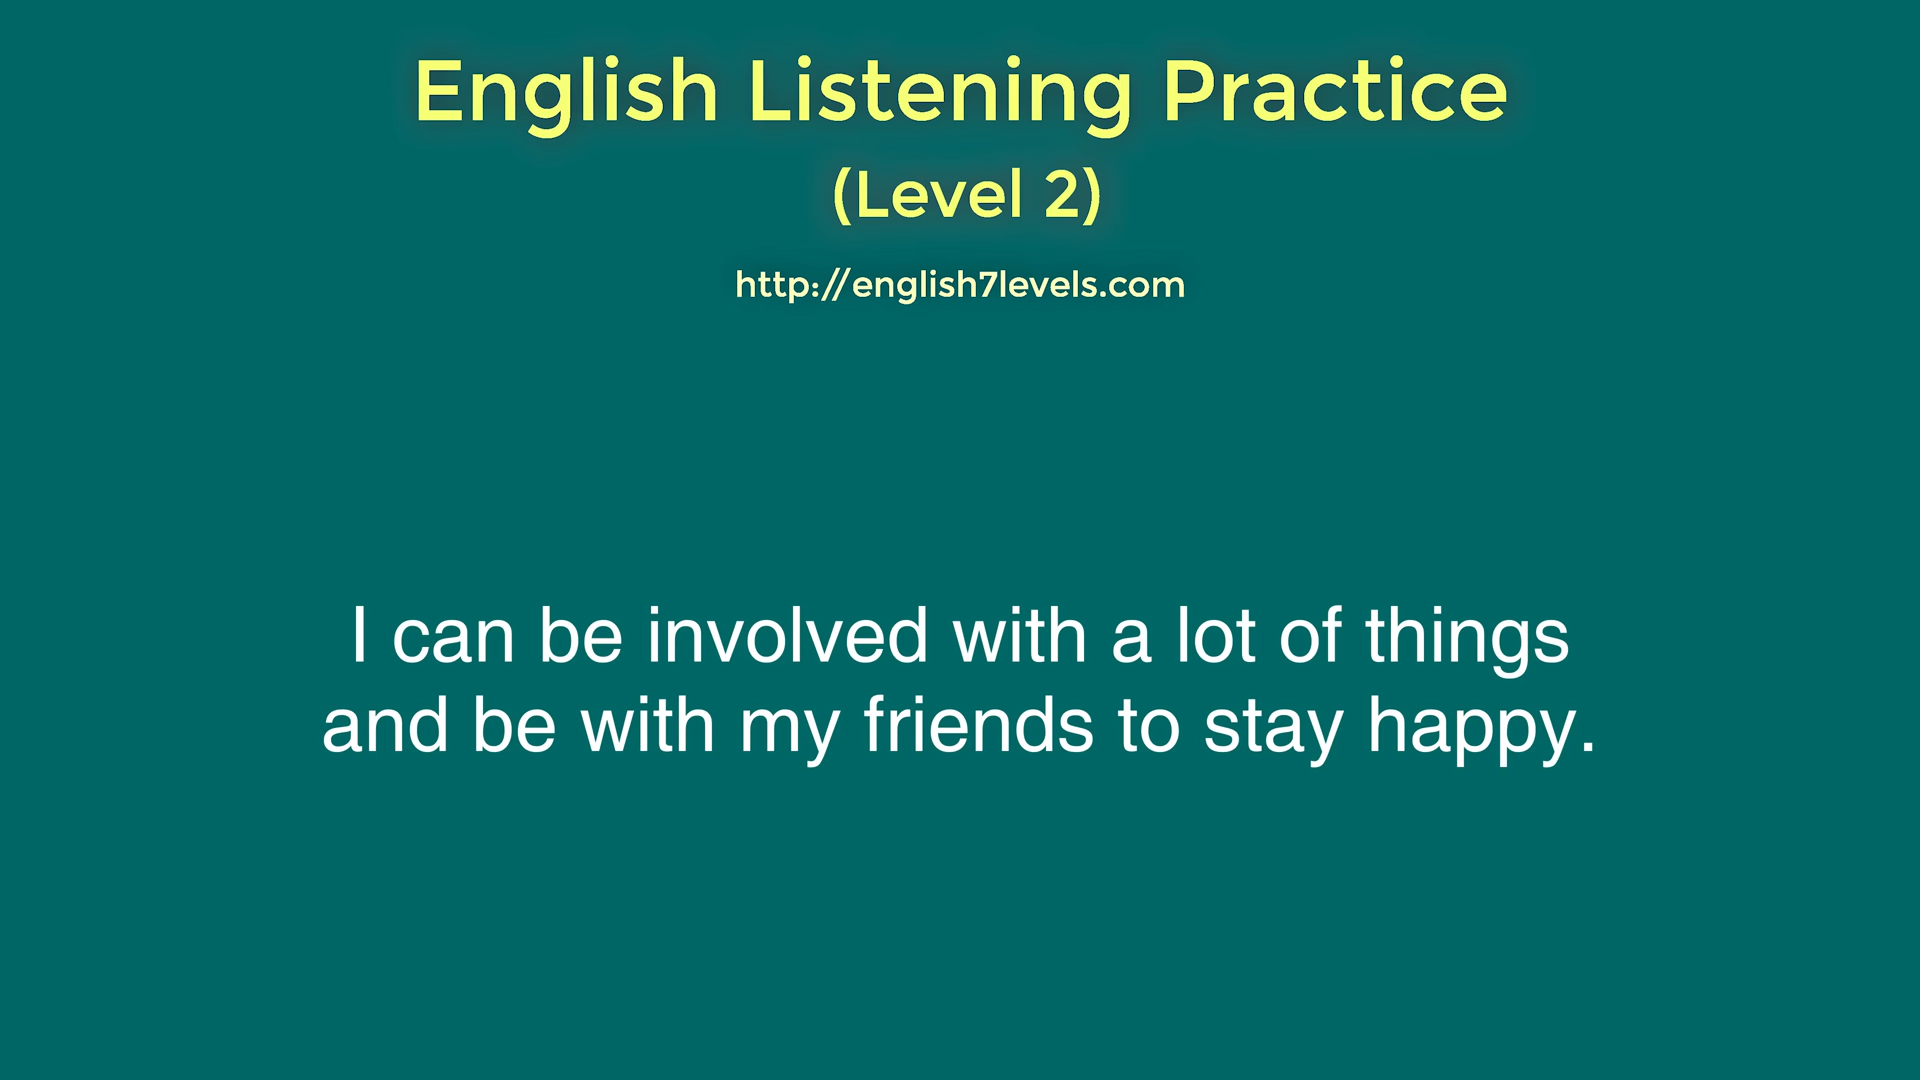 English Listening Practice
(Level 2)
http://english7levels.com
I can be involved with a lot of things
and be with my friends to stay happy.